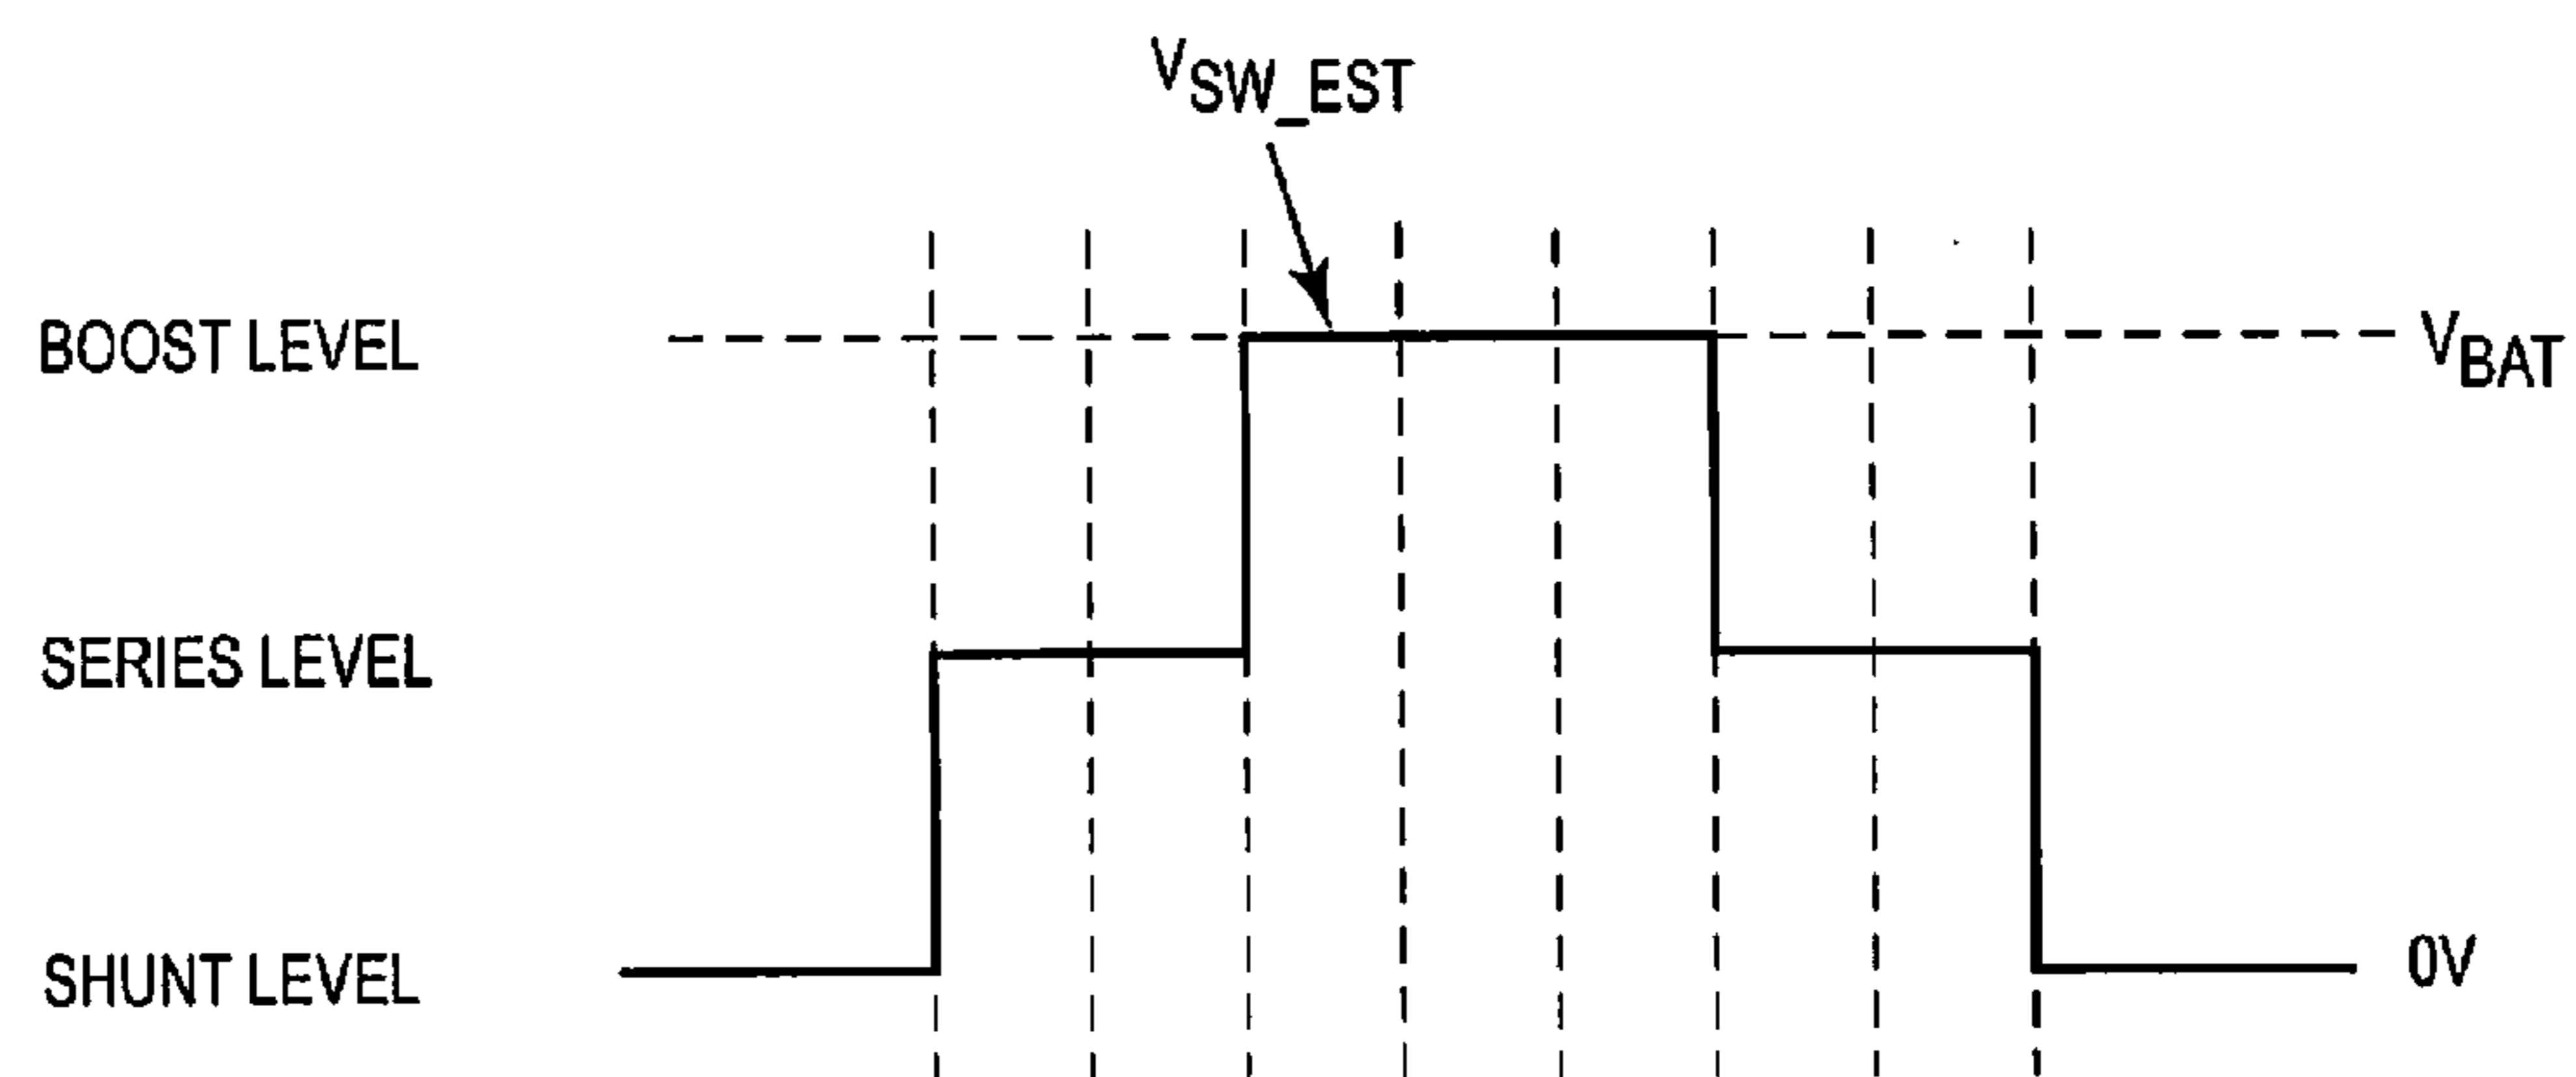 VSW_EST
BOOST LEVEL
VBAT
SERIES LEVEL
SHUNT LEVEL
0V